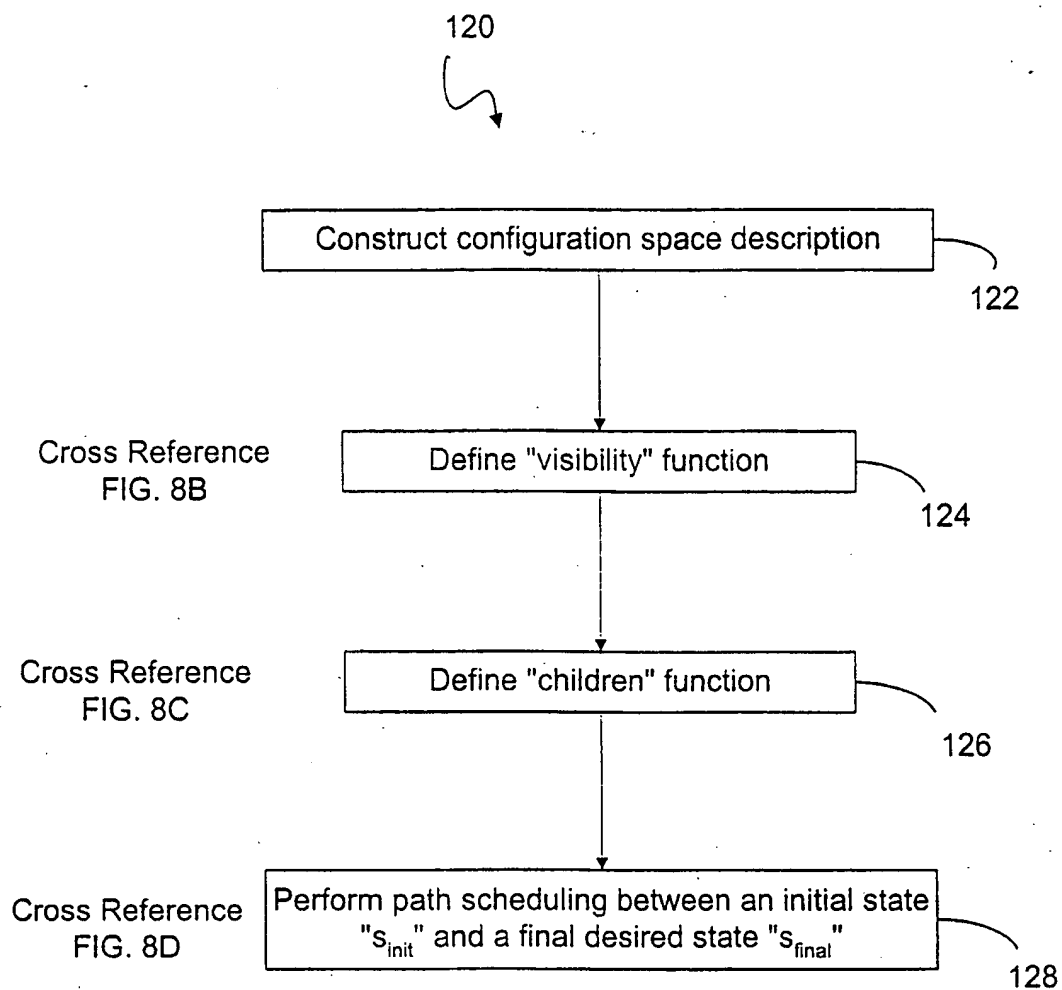 120
Construct configuration space description
122
Cross Reference
FIG. 8B
Define "visibility" function
124
Cross Reference
FIG. 8C
Define "children" function
126
Cross Reference
FIG. 8D
Perform path scheduling between an initial state
"s_init" and a final desired state "s_final"
128